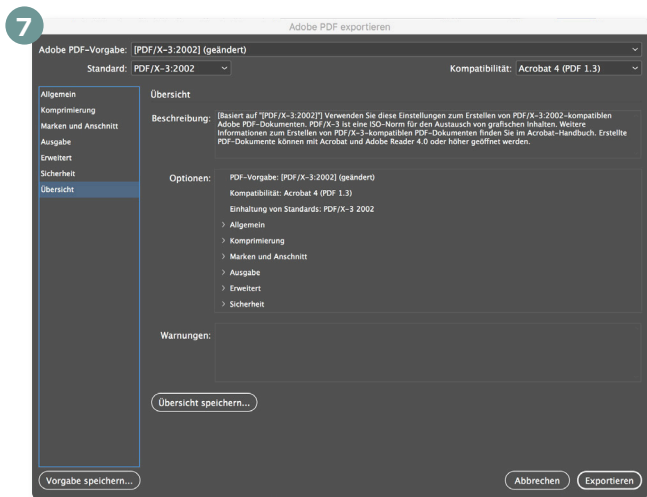 7
Adobe PDF exportieren
Adobe PDF-Vorgabe: [PDF/X-3:2002] (geändert)
Standard: PDF/X-3:2002
Kompatibilität: Acrobat 4 (PDF 1.3)
Allgemein
Komprimierung
Marken und Anschnitt
Ausgabe
Erweitert
Sicherheit
Übersicht
Übersicht
Beschreibung: [Basiert auf "[PDF/X-3:2002]"] Verwenden Sie diese Einstellungen zum Erstellen von PDF/X-3:2002-kompatiblen
Adobe PDF-Dokumenten. PDF/X-3 ist eine ISO-Norm für den Austausch von grafischen Inhalten. Weitere
Informationen zum Erstellen von PDF/X-3-kompatiblen PDF-Dokumenten finden Sie im Acrobat-Handbuch. Erstellte
PDF-Dokumente können mit Acrobat und Adobe Reader 4.0 oder höher geöffnet werden.
Optionen: PDF-Vorgabe: [PDF/X-3:2002] (geändert)
Kompatibilität: Acrobat 4 (PDF 1.3)
Einhaltung von Standards: PDF/X-3 2002
> Allgemein
> Komprimierung
> Marken und Anschnitt
> Ausgabe
> Erweitert
> Sicherheit
Warnungen:
Übersicht speichern...
Vorgabe speichern...
Abbrechen
Exportieren